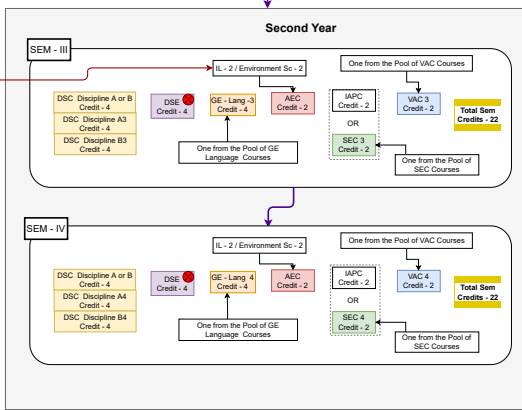 Second Year
SEM - III
IL - 2 / Environment Sc - 2
One from the Pool of VAC Courses
DSC Discipline A or B
Credit - 4
DSC Discipline A3
Credit - 4
DSC Discipline B3
Credit - 4
DSE
Credit - 4
GE - Lang -3
Credit - 4
AEC
Credit - 2
IAPC
Credit - 2
OR
SEC 3
Credit - 2
VAC 3
Credit - 2
Total Sem
Credits - 22
One from the Pool of GE
Language Courses
One from the Pool of
SEC Courses
SEM - IV
IL - 2 / Environment Sc - 2
One from the Pool of VAC Courses
DSC Discipline A or B
Credit - 4
DSC Discipline A4
Credit - 4
DSC Discipline B4
Credit - 4
DSE
Credit - 4
GE - Lang 4
Credit - 4
AEC
Credit - 2
IAPC
Credit - 2
OR
SEC 4
Credit - 2
VAC 4
Credit - 2
Total Sem
Credits - 22
One from the Pool of GE
Language Courses
One from the Pool of
SEC Courses